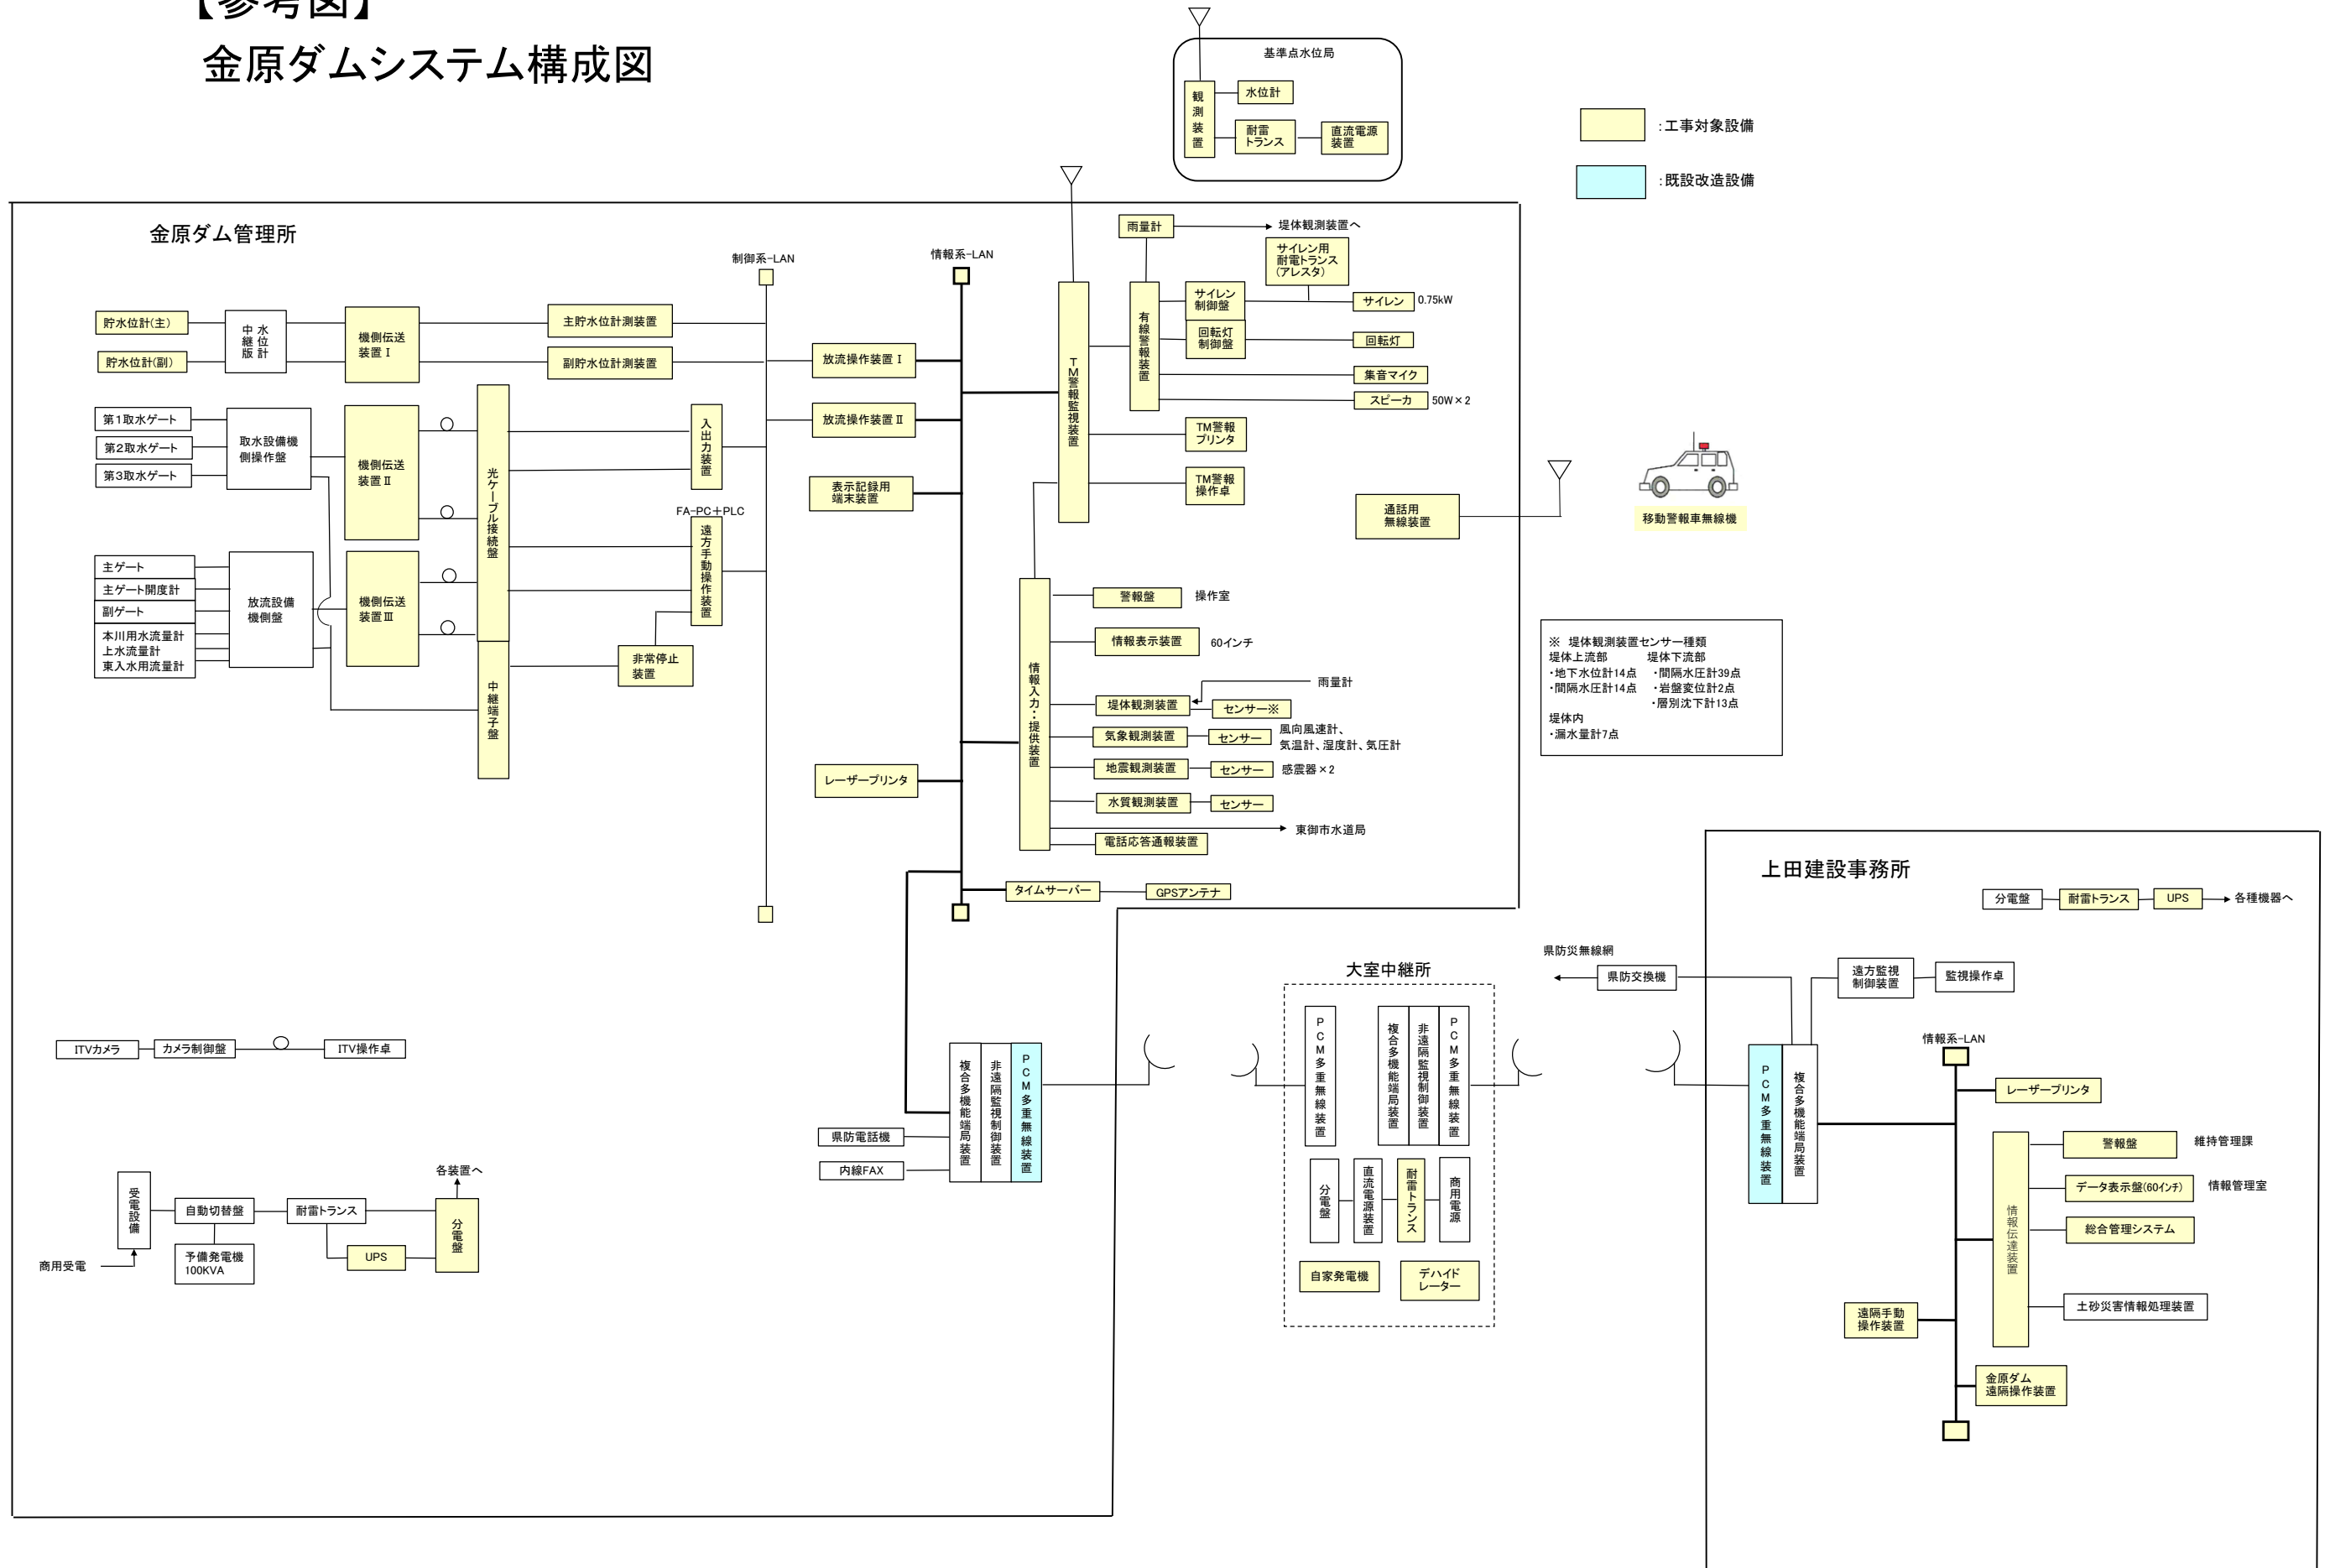 【参考図】
金原ダムシステム構成図
基準点水位局
観測装置
水位計
耐雷
トランス
直流電源
装置
:工事対象設備
:既設改造設備
金原ダム管理所
制御系-LAN
情報系-LAN
雨量計
堤体観測装置へ
サイレン用
耐電トランス
(アレスタ)
貯水位計(主)
貯水位計(副)
水位計
中継版
機側伝送
装置Ⅰ
主貯水位計測装置
副貯水位計測装置
放流操作装置Ⅰ
放流操作装置Ⅱ
表示記録用
端末装置
レーザープリンタ
TM警報監視装置
有線警報装置
サイレン
制御盤
回転灯
制御盤
サイレン
0.75kW
回転灯
集音マイク
スピーカ
50W×2
TM警報
プリンタ
TM警報
操作卓
通話用
無線装置
移動警報車無線機
第1取水ゲート
第2取水ゲート
第3取水ゲート
取水設備機
側操作盤
機側伝送
装置Ⅱ
光ケーブル接続盤
入出力装置
FA-PC+PLC
遠方手動操作装置
主ゲート
主ゲート開度計
副ゲート
本川用水流量計
上水流量計
東入水用流量計
放流設備
機側盤
機側伝送
装置Ⅲ
中継端子盤
非常停止
装置
情報入力・提供装置
警報盤
操作室
情報表示装置
60インチ
雨量計
堤体観測装置
センサー※
気象観測装置
センサー
風向風速計、
気温計、湿度計、気圧計
地震観測装置
センサー
感震器×2
水質観測装置
センサー
東御市水道局
電話応答通報装置
タイムサーバー
GPSアンテナ
※ 堤体観測装置センサー種類
堤体上流部 堤体下流部
・地下水位計14点 ・間隔水圧計39点
・間隔水圧計14点 ・岩盤変位計2点
・層別沈下計13点
堤体内
・漏水量計7点
ITVカメラ
カメラ制御盤
ITV操作卓
商用受電
受電設備
自動切替盤
予備発電機
100KVA
耐雷トランス
UPS
分電盤
各装置へ
県防電話機
内線FAX
複合多機能端局装置
非遠隔監視制御装置
PCM多重無線装置
大室中継所
PCM多重無線装置
複合多機能端局装置
非遠隔監視制御装置
PCM多重無線装置
分電盤
直流電源装置
耐雷トランス
商用電源
自家発電機
デハイド
レーター
上田建設事務所
分電盤
耐雷トランス
UPS
各種機器へ
県防災無線網
県防交換機
遠方監視
制御装置
監視操作卓
PCM多重無線装置
複合多機能端局装置
情報系-LAN
レーザープリンタ
情報伝達装置
警報盤
維持管理課
データ表示盤(60インチ)
情報管理室
総合管理システム
土砂災害情報処理装置
遠隔手動
操作装置
金原ダム
遠隔操作装置